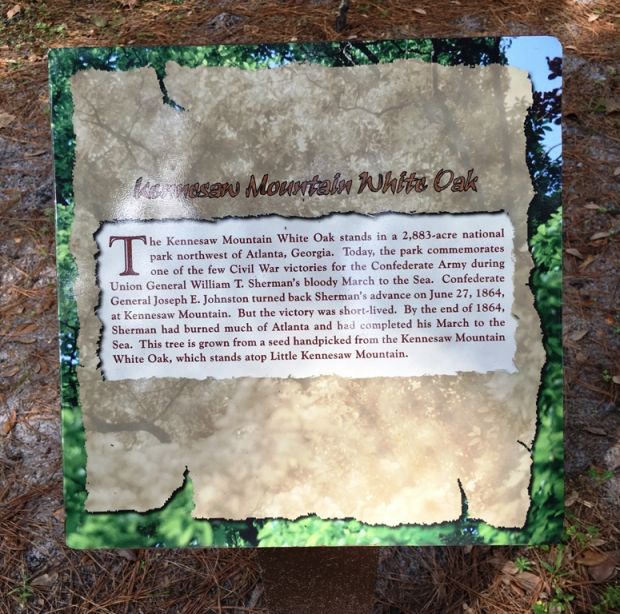 Kennesaw Mountain White Oak
The Kennesaw Mountain White Oak stands in a 2,883-acre national
park northwest of Atlanta, Georgia. Today, the park commemorates
one of the few Civil War victories for the Confederate Army during
Union General William T. Sherman's bloody March to the Sea. Confederate
General Joseph E. Johnston turned back Sherman's advance on June 27, 1864,
at Kennesaw Mountain. But the victory was short-lived. By the end of 1864,
Sherman had burned much of Atlanta and had completed his March to the
Sea. This tree is grown from a seed handpicked from the Kennesaw Mountain
White Oak, which stands atop Little Kennesaw Mountain.